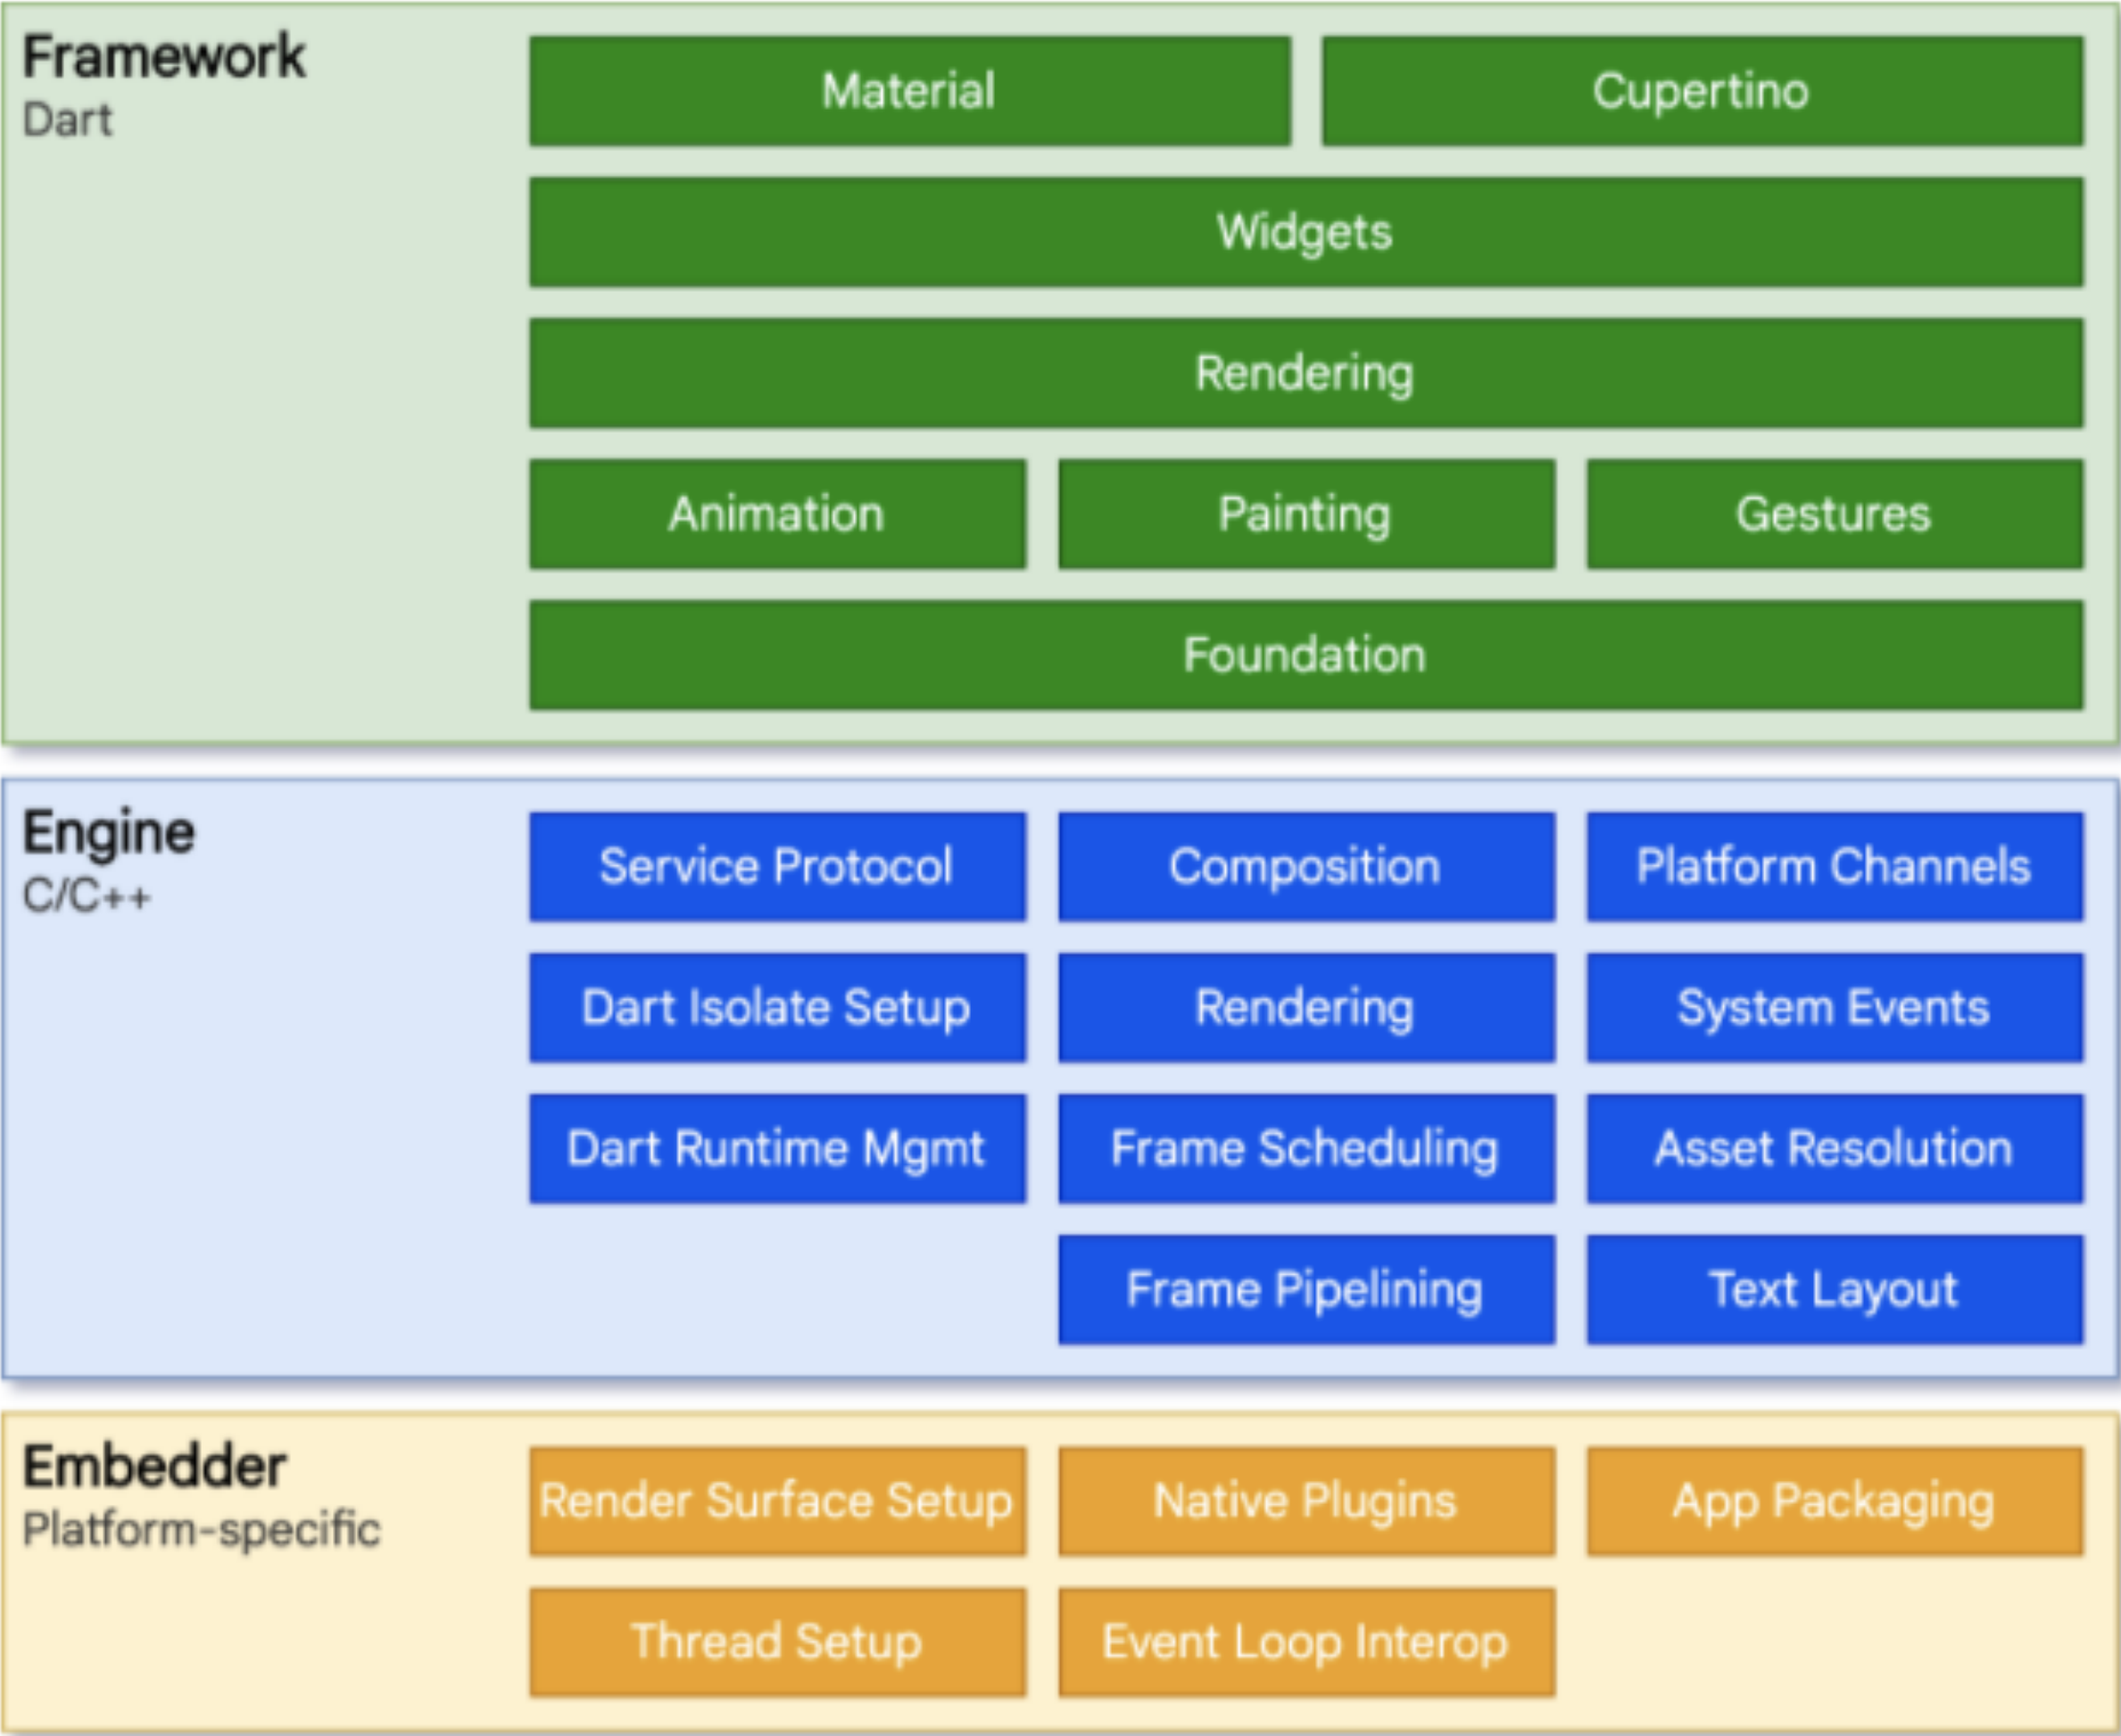 Framework
Dart
Material
Cupertino
Widgets
Rendering
Animation
Painting
Gestures
Foundation
Engine
C/C++
Service Protocol
Composition
Platform Channels
Dart Isolate Setup
Rendering
System Events
Dart Runtime Mgmt
Frame Scheduling
Asset Resolution
Frame Pipelining
Text Layout
Embedder
Platform-specific
Render Surface Setup
Native Plugins
App Packaging
Thread Setup
Event Loop Interop